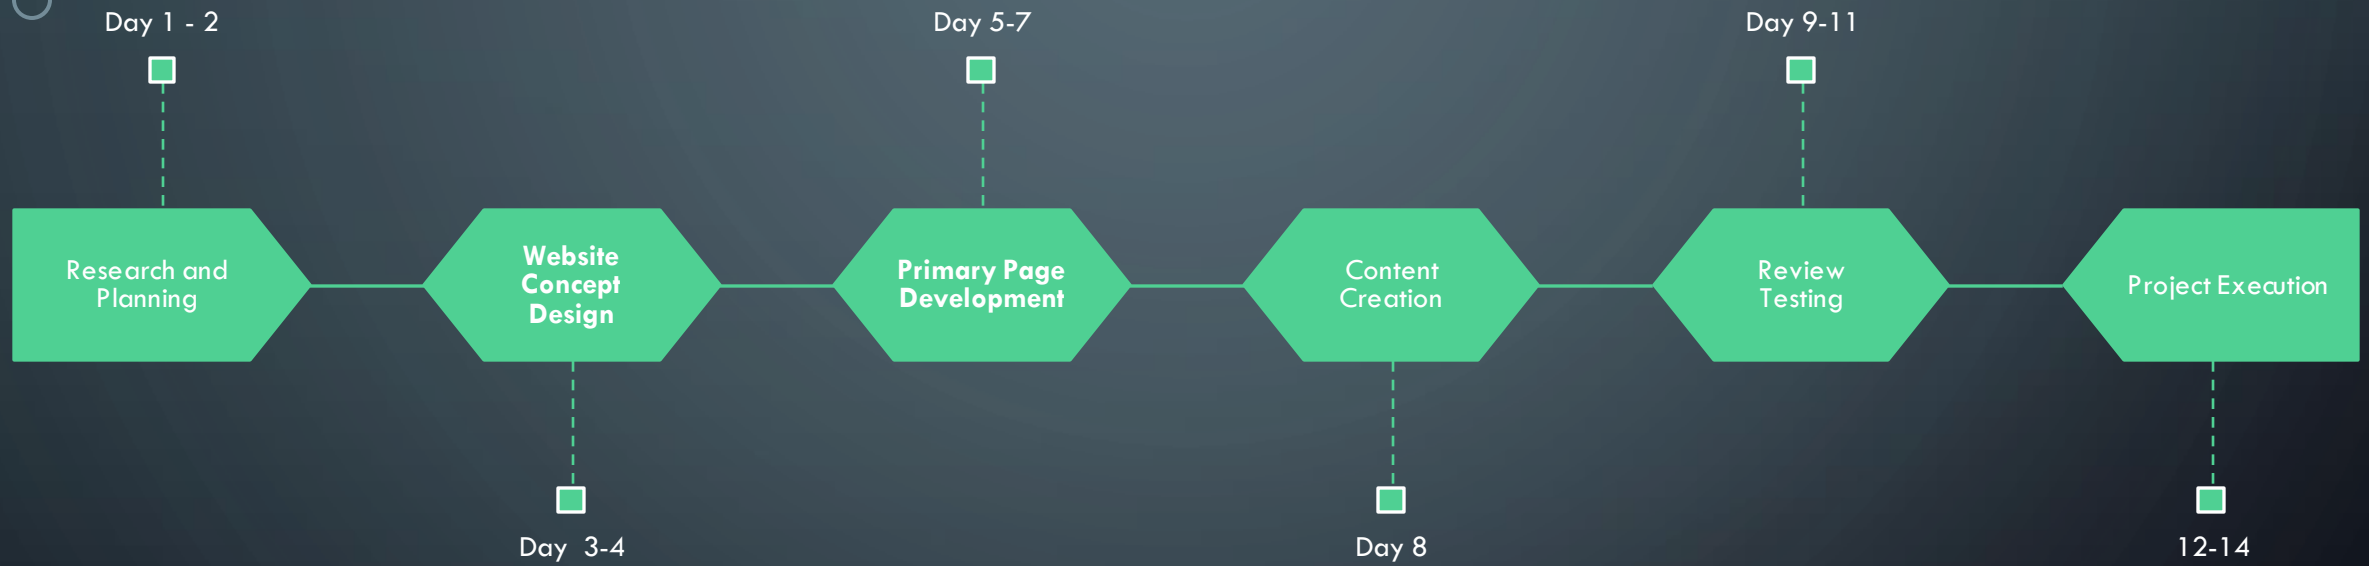 Day 1 - 2
Day 5-7
Day 9-11
Research and
Planning
Website
Concept
Design
Primary Page
Development
Content
Creation
Review
Testing
Project Execution
Day  3-4
Day 8
12-14